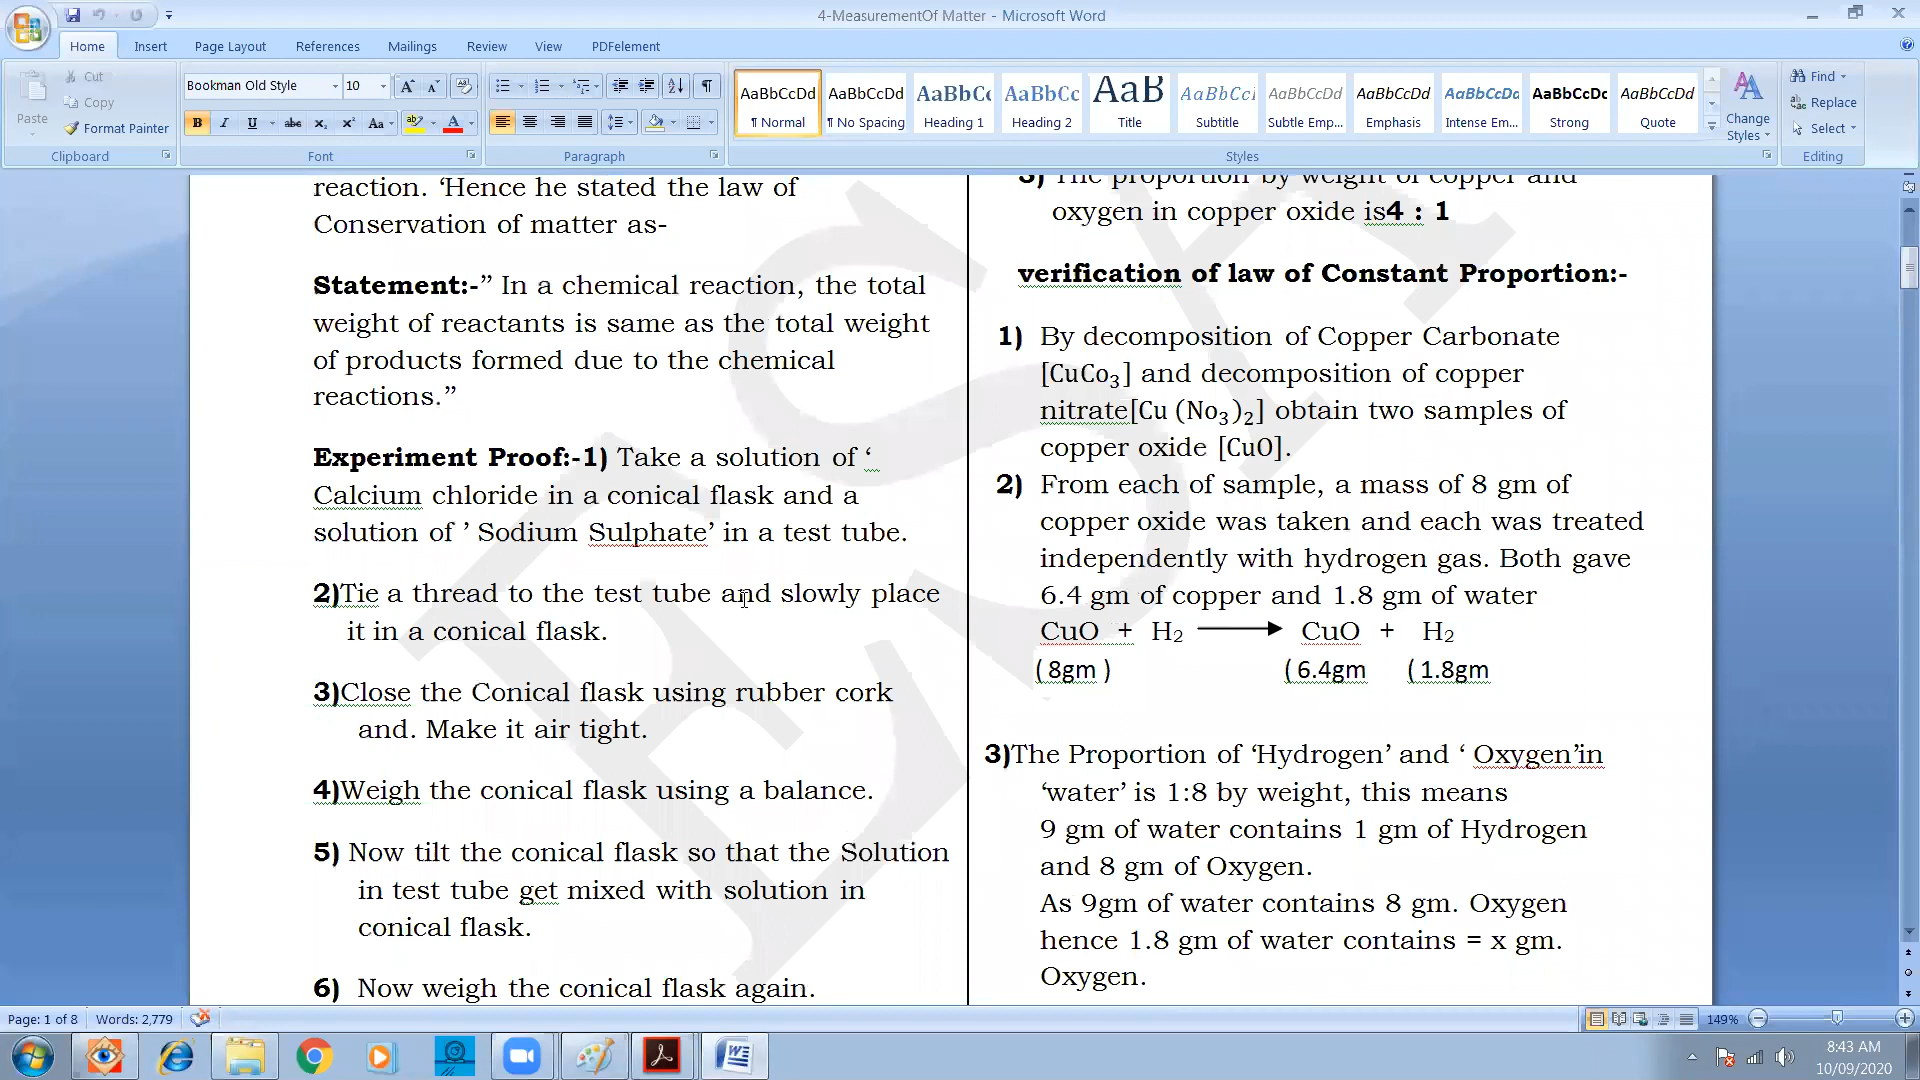 4-MeasurementOf Matter - Microsoft Word
Home Insert Page Layout References Mailings Review View PDFelement
Paste
Cut
Copy
Format Painter
Clipboard
Bookman Old Style 10
B I U abc x₂ x² Aa
Font
Paragraph
AaBbCcDd AaBbCcDd AaBbCc AaBbCc AaB AaBbCcI AaBbCcDd AaBbCcDd AaBbCcDc AaBbCcDc AaBbCcDd
¶ Normal ¶ No Spacing Heading 1 Heading 2 Title Subtitle Subtle Emp... Emphasis Intense Em... Strong Quote
Styles
Change
Styles
Find
Replace
Select
Editing
reaction. ‘Hence he stated the law of
Conservation of matter as-
Statement:-” In a chemical reaction, the total
weight of reactants is same as the total weight
of products formed due to the chemical
reactions.”
Experiment Proof:-1) Take a solution of ‘
Calcium chloride in a conical flask and a
solution of ’ Sodium Sulphate’ in a test tube.
2)Tie a thread to the test tube and slowly place
it in a conical flask.
3)Close the Conical flask using rubber cork
and. Make it air tight.
4)Weigh the conical flask using a balance.
5) Now tilt the conical flask so that the Solution
in test tube get mixed with solution in
conical flask.
6) Now weigh the conical flask again.
3) The proportion by weight of copper and
oxygen in copper oxide is4 : 1
verification of law of Constant Proportion:-
1) By decomposition of Copper Carbonate
[CuCo₃] and decomposition of copper
nitrate[Cu (No₃)₂] obtain two samples of
copper oxide [CuO].
2) From each of sample, a mass of 8 gm of
copper oxide was taken and each was treated
independently with hydrogen gas. Both gave
6.4 gm of copper and 1.8 gm of water
CuO + H₂ ⟶ CuO + H₂
( 8gm ) ( 6.4gm ( 1.8gm
3)The Proportion of ‘Hydrogen’ and ‘ Oxygen’in
‘water’ is 1:8 by weight, this means
9 gm of water contains 1 gm of Hydrogen
and 8 gm of Oxygen.
As 9gm of water contains 8 gm. Oxygen
hence 1.8 gm of water contains = x gm.
Oxygen.
Page: 1 of 8 Words: 2,779 149%
8:43 AM
10/09/2020